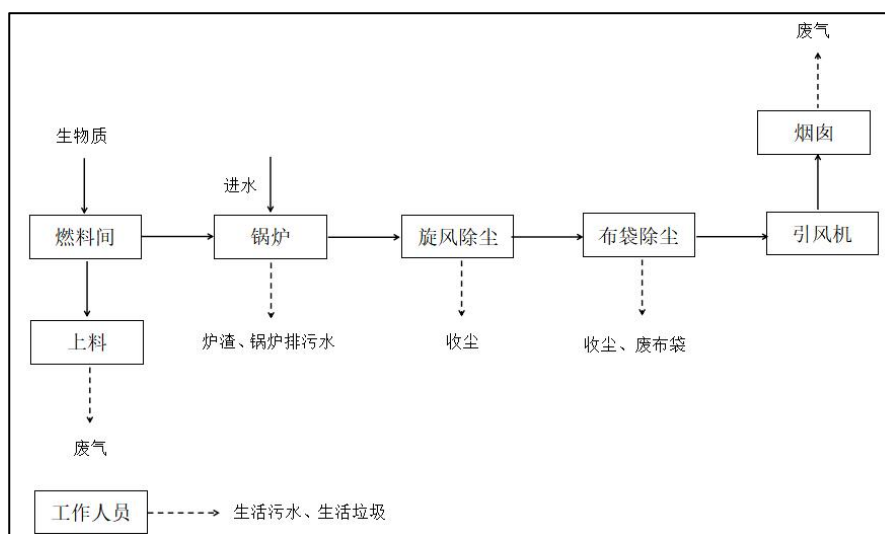 废气
烟囱
生物质
进水
燃料间
锅炉
旋风除尘
布袋除尘
引风机
上料
炉渣、锅炉排污水
收尘
收尘、废布袋
废气
工作人员
生活污水、生活垃圾